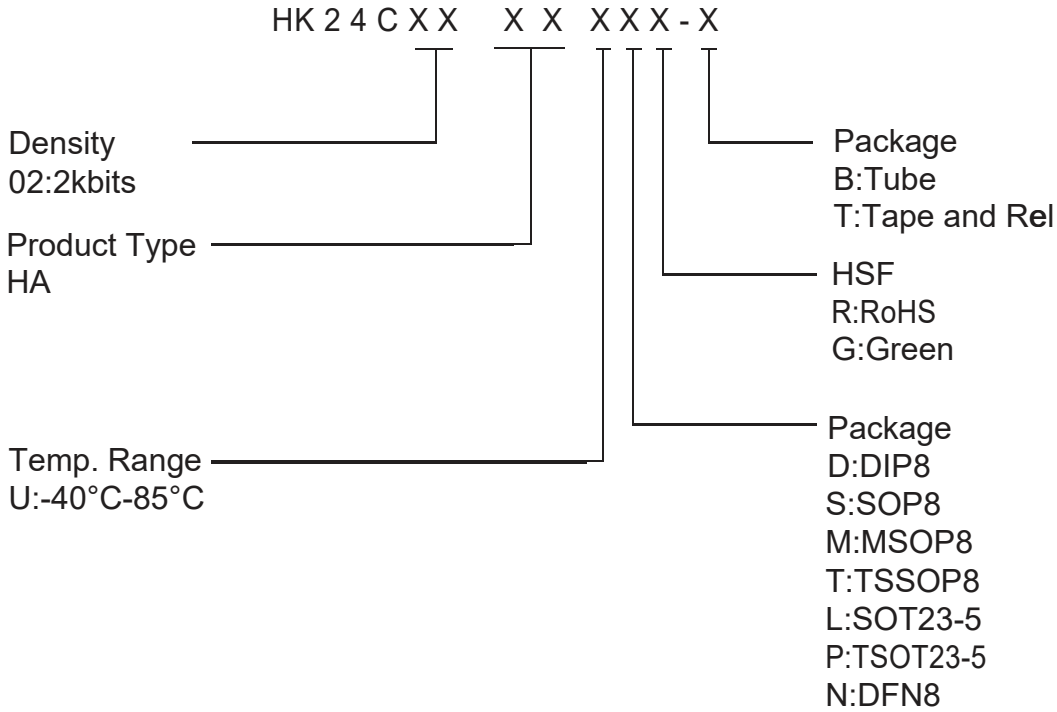 HK 2 4 C X X X X X X X - X
Density
02:2kbits
Product Type
HA
Temp. Range
U:-40°C-85°C
Package
B:Tube
T:Tape and Rel
HSF
R:RoHS
G:Green
Package
D:DIP8
S:SOP8
M:MSOP8
T:TSSOP8
L:SOT23-5
P:TSOT23-5
N:DFN8